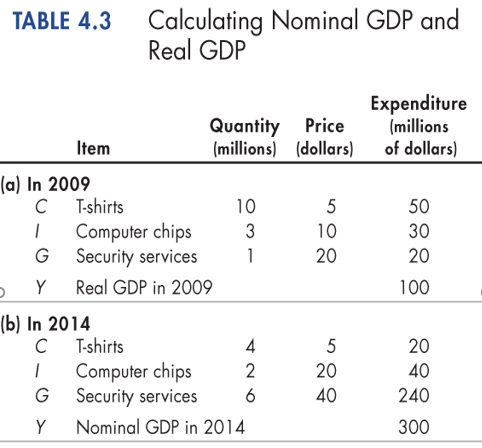 TABLE 4.3 Calculating Nominal GDP and
Real GDP
Expenditure
Quantity Price (millions
Item (millions) (dollars) of dollars)
(a) In 2009
C T-shirts 10 5 50
I Computer chips 3 10 30
G Security services 1 20 20
Y Real GDP in 2009 100
(b) In 2014
C T-shirts 4 5 20
I Computer chips 2 20 40
G Security services 6 40 240
Y Nominal GDP in 2014 300